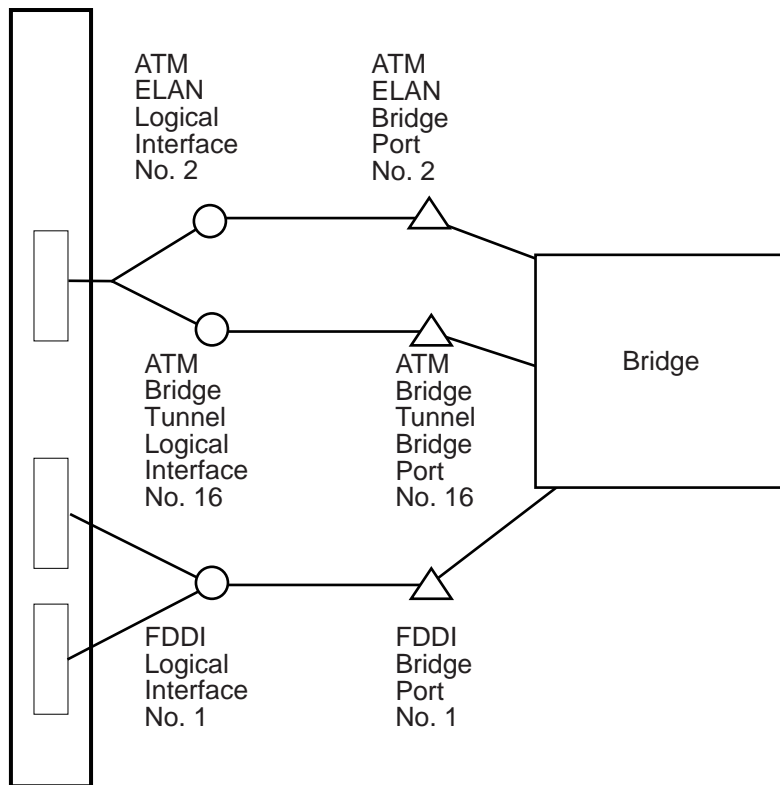 ATM
ELAN
Logical
Interface
No. 2
ATM
ELAN
Bridge
Port
No. 2
ATM
Bridge
Tunnel
Logical
Interface
No. 16
ATM
Bridge
Tunnel
Bridge
Port
No. 16
Bridge
FDDI
Logical
Interface
No. 1
FDDI
Bridge
Port
No. 1